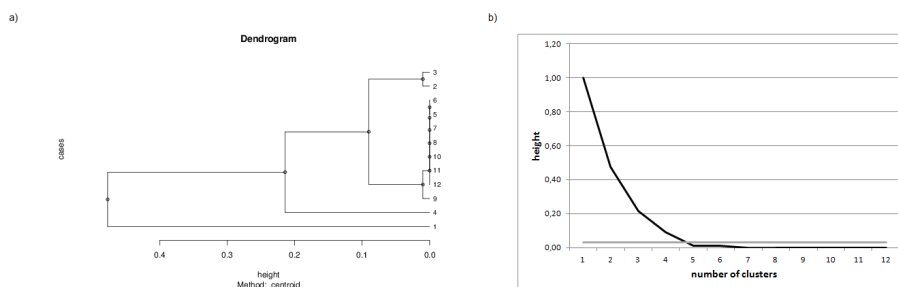 a)
b)
Dendrogram
3
2
6
5
7
8
10
11
12
9
4
1
cases
0.4 0.3 0.2 0.1 0.0
height
Method: centroid
1,20
1,00
0,80
0,60
0,40
0,20
0,00
height
1 2 3 4 5 6 7 8 9 10 11 12
number of clusters